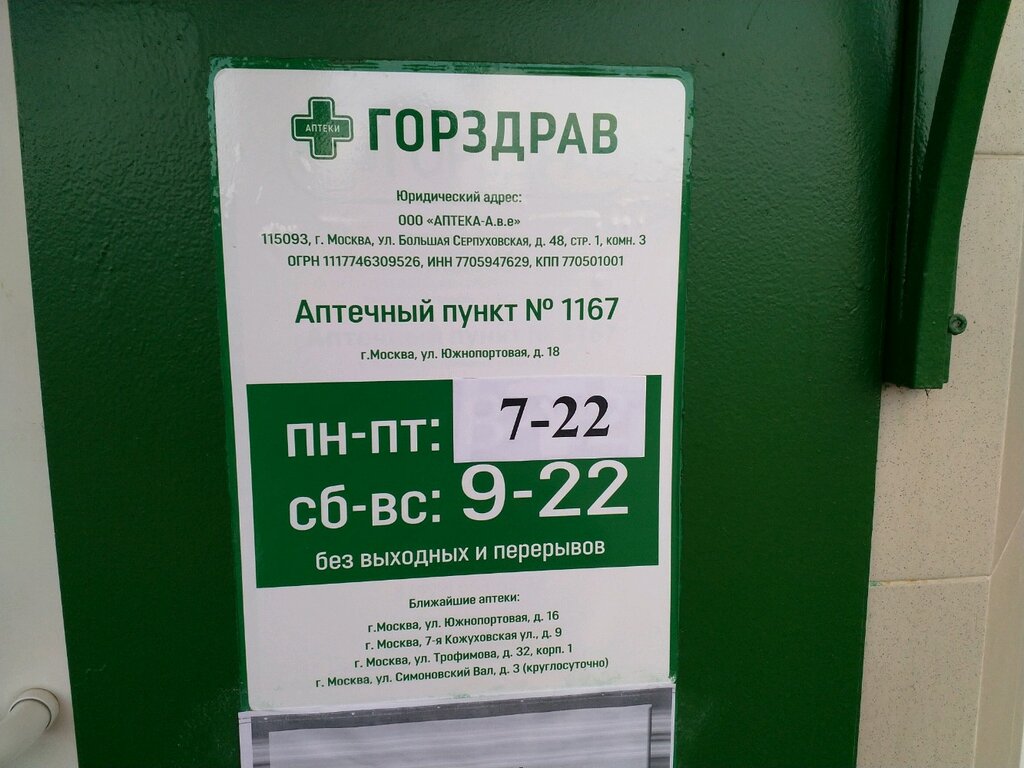 АПТЕКИ
ГОРЗДРАВ
Юридический адрес:
ООО «АПТЕКА-А.в.е»
115093, г. Москва, ул. Большая Серпуховская, д. 48, стр. 1, комн. 3
ОГРН 1117746309526, ИНН 7705947629, КПП 770501001
Аптечный пункт № 1167
г.Москва, ул. Южнопортовая, д. 18
пн-пт: 7-22
сб-вс: 9-22
без выходных и перерывов
Ближайшие аптеки:
г.Москва, ул. Южнопортовая, д. 16
г. Москва, 7-я Кожуховская ул., д. 9
г. Москва, ул. Трофимова, д. 32, корп. 1
г. Москва, ул. Симоновский Вал, д. 3 (круглосуточно)